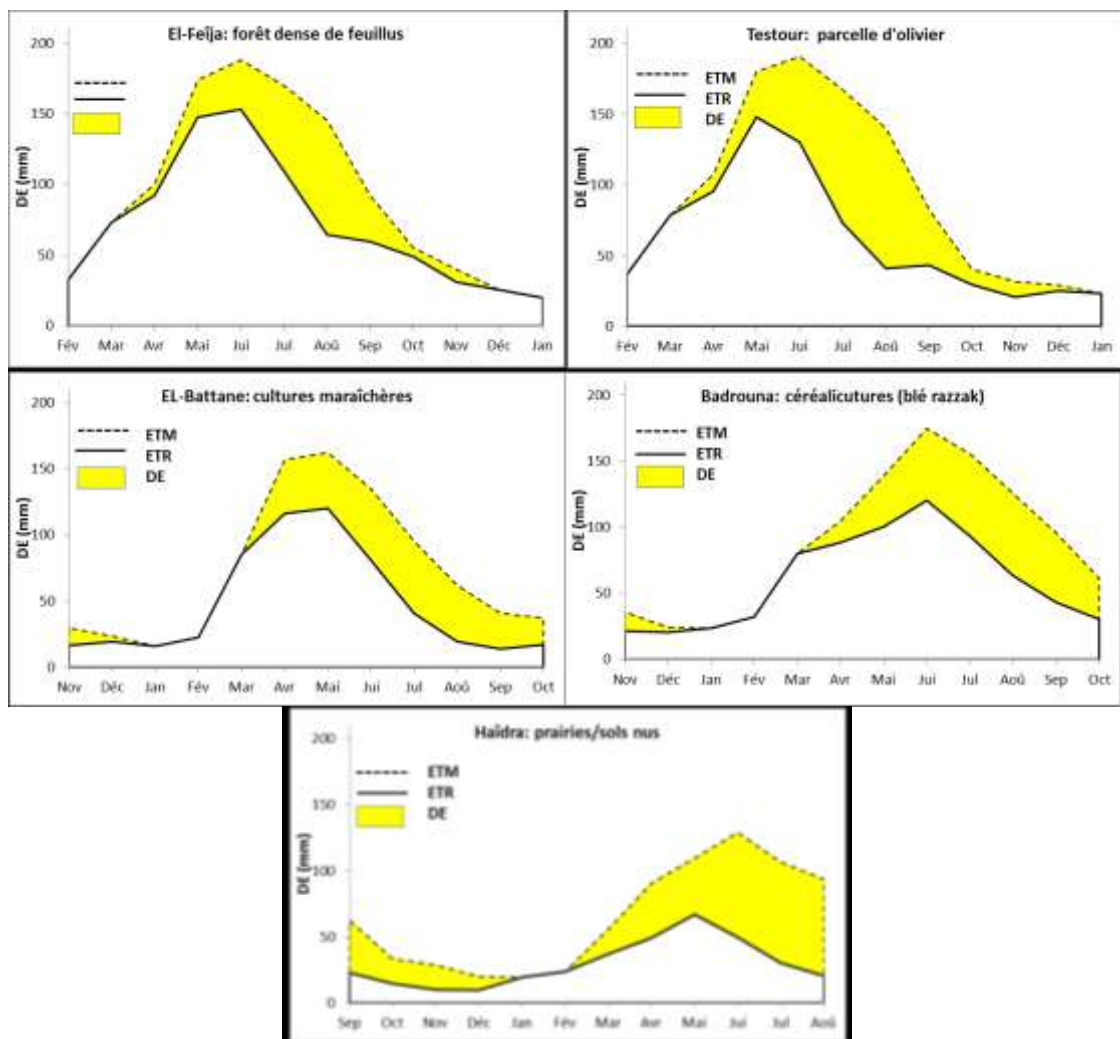 El-Feîja: forêt dense de feuillus
DE (mm)
200
150
100
50
0
Fév Mar Avr Mai Jui Jul Aoû Sep Oct Nov Déc Jan
Testour: parcelle d'olivier
ETM
ETR
DE
DE (mm)
200
150
100
50
0
Fév Mar Avr Mai Jui Jul Aoû Sep Oct Nov Déc Jan
EL-Battane: cultures maraîchères
ETM
ETR
DE
DE (mm)
200
150
100
50
0
Nov Déc Jan Fév Mar Avr Mai Jui Jul Aoû Sep Oct
Badrouna: céréalicutures (blé razzak)
ETM
ETR
DE
DE (mm)
200
150
100
50
0
Nov Déc Jan Fév Mar Avr Mai Jui Jul Aoû Sep Oct
Haîdra: prairies/sols nus
ETM
ETR
DE
DE (mm)
200
150
100
50
0
Sep Oct Nov Déc Jan Fév Mar Avr Mai Jui Jul Aoû